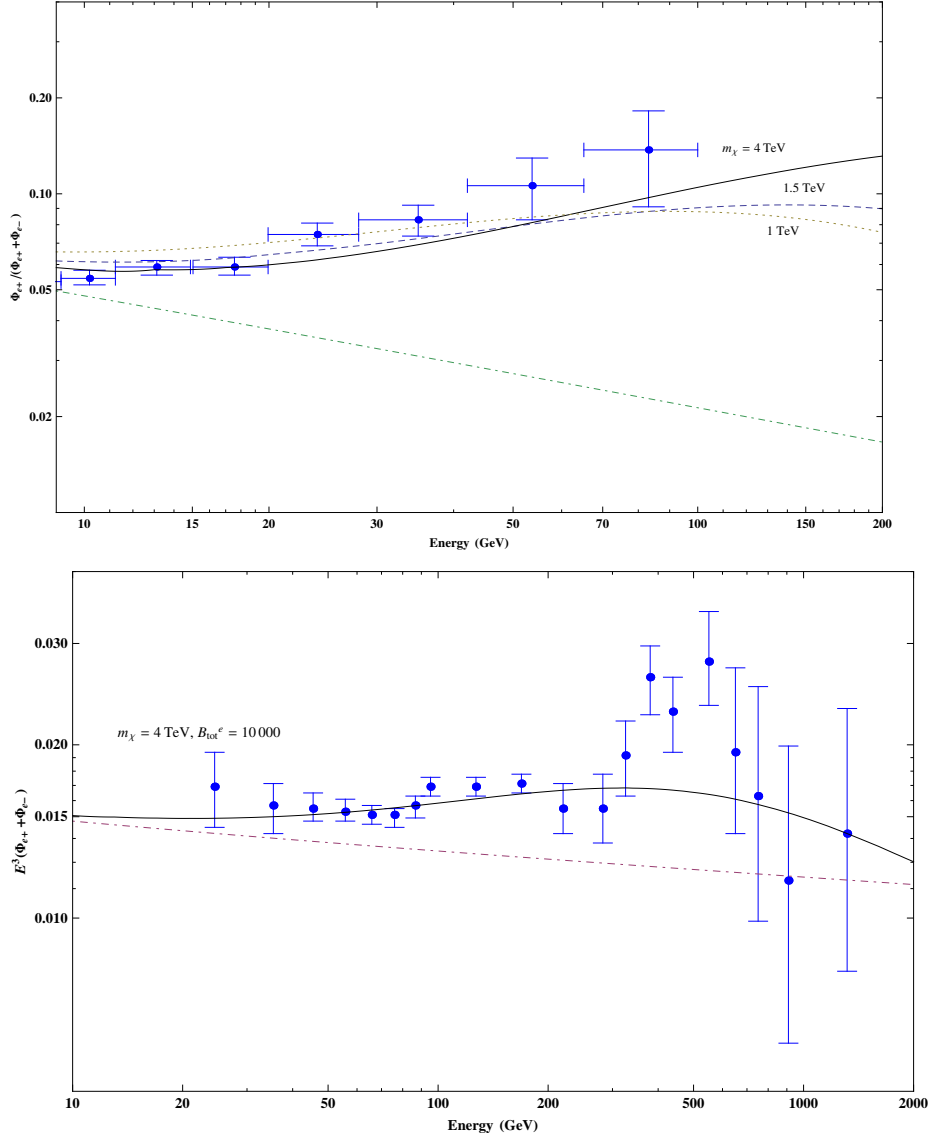 0.20
0.10
0.05
0.02
Φe+/(Φe+ +Φe−)
mχ = 4 TeV
1.5 TeV
1 TeV
10 15 20 30 50 70 100 150 200
Energy (GeV)
0.030
0.020
0.015
0.010
E³(Φe+ +Φe−)
mχ = 4 TeV, Btotᵉ = 10 000
10 20 50 100 200 500 1000 2000
Energy (GeV)